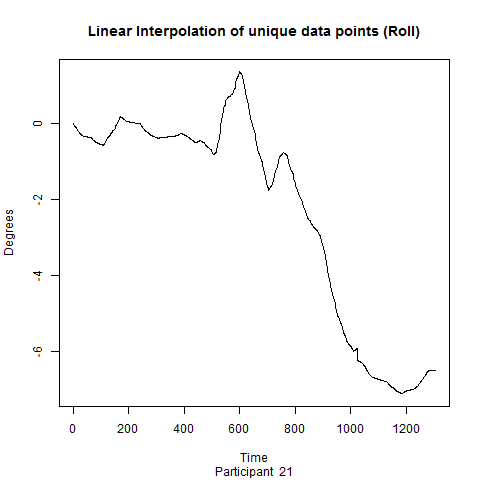 Linear Interpolation of unique data points (Roll)
Degrees
0
-2
-4
-6
0 200 400 600 800 1000 1200
Time
Participant 21